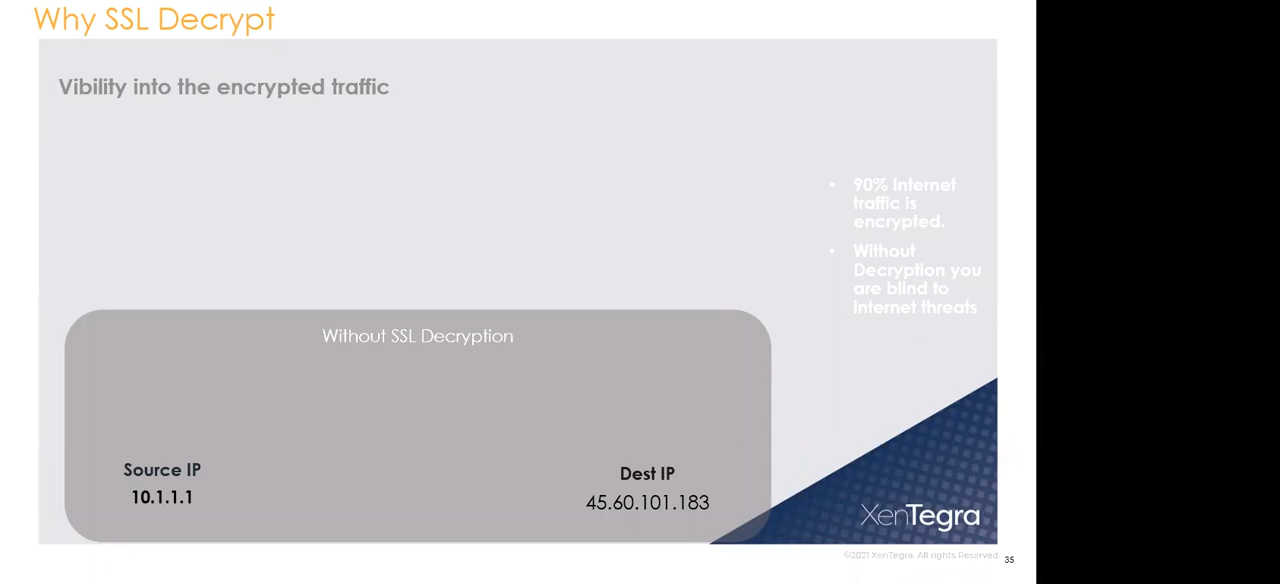 Why SSL Decrypt
Vibility into the encrypted traffic
• 90% Internet
traffic is
encrypted.
• Without
Decryption you
are blind to
internet threats
Without SSL Decryption
Source IP
10.1.1.1
Dest IP
45.60.101.183
XenTegra
©2021 XenTegra. All rights Reserved
35